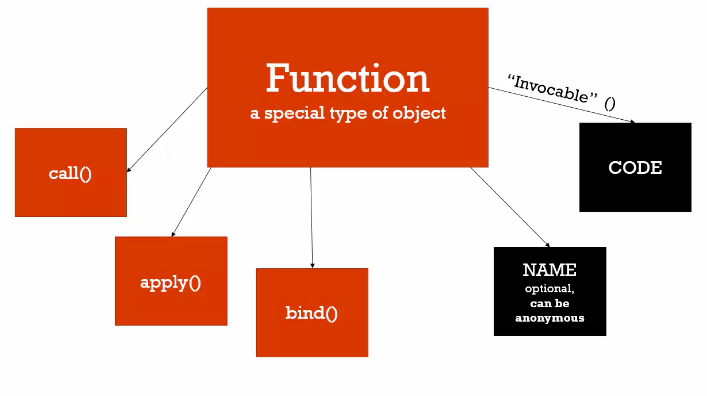 Function
a special type of object
"Invocable" ()
call()
CODE
apply()
bind()
NAME
optional,
can be
anonymous